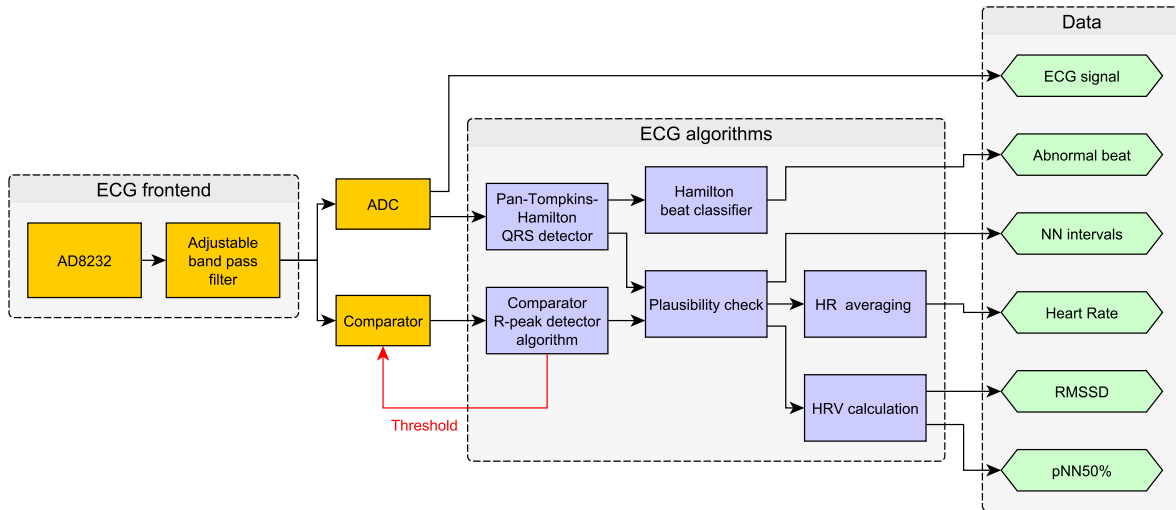 Data
ECG signal
ECG algorithms
Abnormal beat
ECG frontend
AD8232
Adjustable
band pass
filter
ADC
Pan-Tompkins-
Hamilton
QRS detector
Hamilton
beat classifier
NN intervals
Comparator
Comparator
R-peak detector
algorithm
Plausibility check
HR averaging
Heart Rate
Threshold
HRV calculation
RMSSD
pNN50%